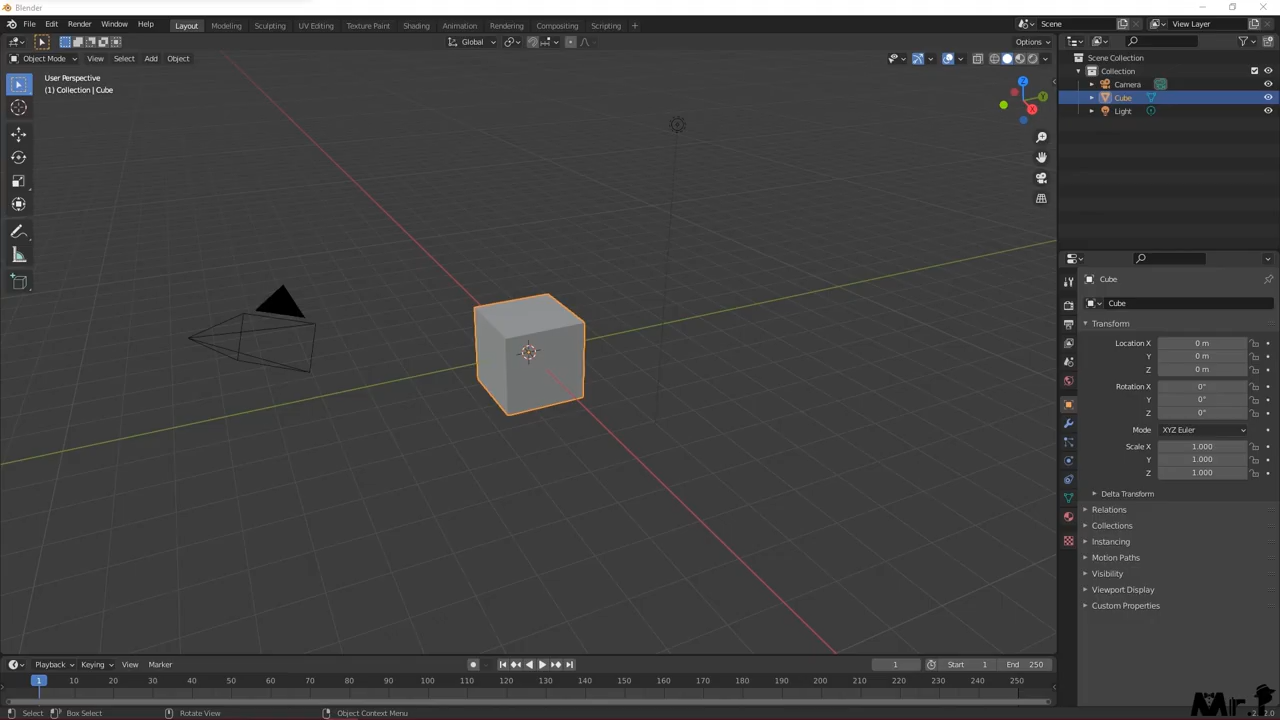 Blender
File Edit Render Window Help Layout Modeling Sculpting UV Editing Texture Paint Shading Animation Rendering Compositing Scripting + Scene View Layer
Global Options
Object Mode View Select Add Object
User Perspective
(1) Collection | Cube
Z
Y
X
Scene Collection
Collection
Camera
Cube
Light
Cube
Cube
Transform
Location X 0 m
Y 0 m
Z 0 m
Rotation X 0°
Y 0°
Z 0°
Mode XYZ Euler
Scale X 1.000
Y 1.000
Z 1.000
Delta Transform
Relations
Collections
Instancing
Motion Paths
Visibility
Viewport Display
Custom Properties
Playback Keying View Marker 1 Start 1 End 250
1 10 20 30 40 50 60 70 80 90 100 110 120 130 140 150 160 170 180 190 200 210 220 230 240 250
Select Box Select Rotate View Object Context Menu